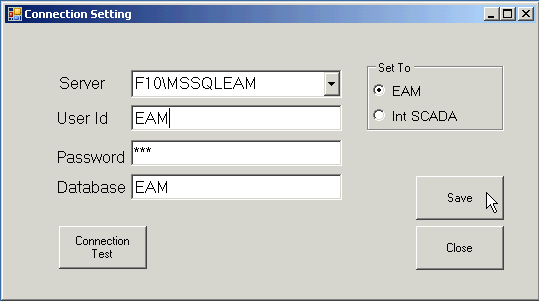 Connection Setting
Server
F10\MSSQLEAM
User Id
EAM
Password
***
Database
EAM
Set To
EAM
Int SCADA
Connection
Test
Save
Close